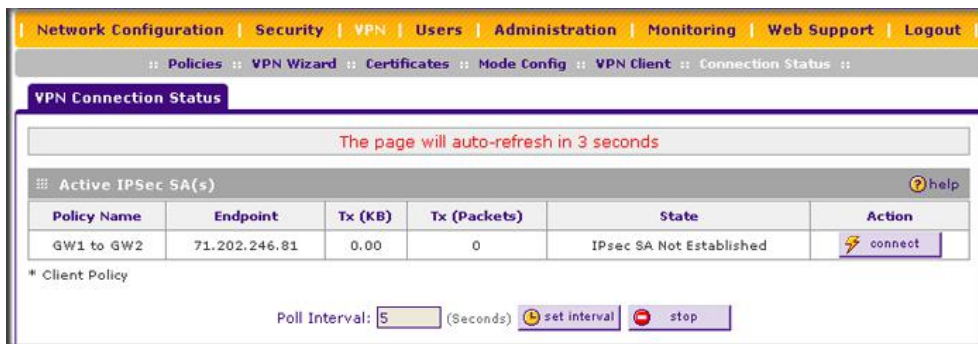 Network Configuration | Security | VPN | Users | Administration | Monitoring | Web Support | Logout
:: Policies :: VPN Wizard :: Certificates :: Mode Config :: VPN Client :: Connection Status ::
VPN Connection Status
The page will auto-refresh in 3 seconds
Active IPSec SA(s) help
Policy Name Endpoint Tx (KB) Tx (Packets) State Action
GW1 to GW2 71.202.246.81 0.00 0 IPsec SA Not Established connect
* Client Policy
Poll Interval: 5 (Seconds) set interval stop